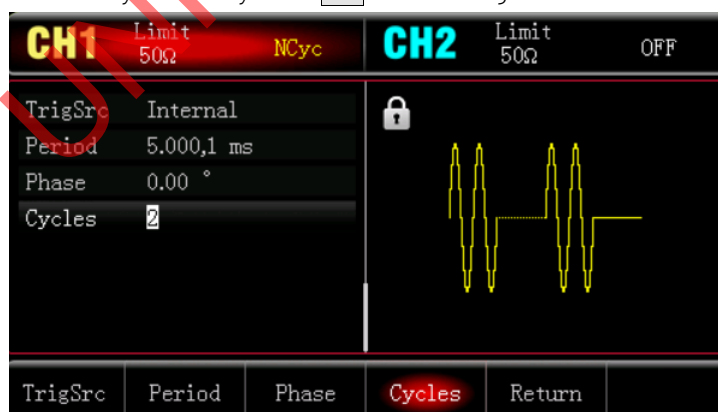 CH1 Limit 50Ω NCyc CH2 Limit 50Ω OFF
TrigSrc Internal
Period 5.000,1 ms
Phase 0.00 °
Cycles 2
TrigSrc Period Phase Cycles Return